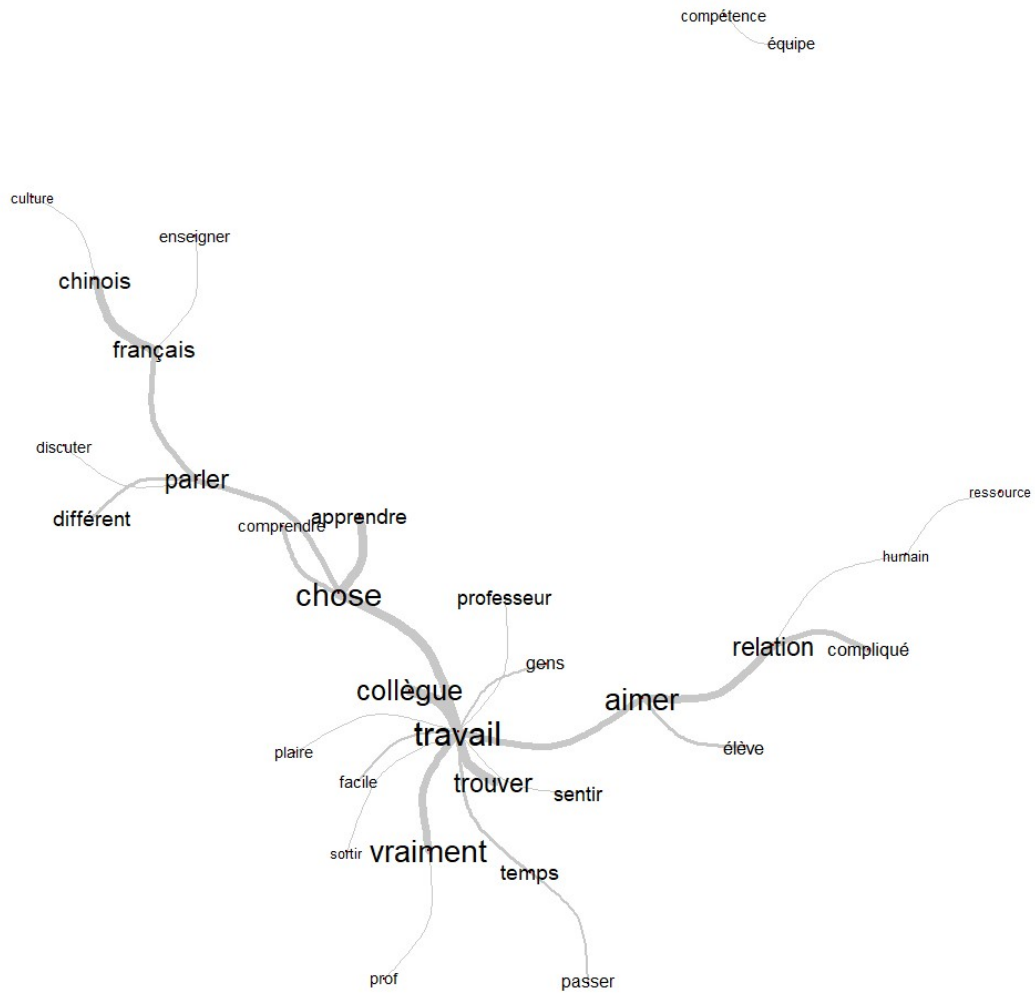 compétence
équipe
culture
enseigner
chinois
français
discuter
parler
différent
apprendre
comprendre
ressource
humain
chose
professeur
relation
compliqué
gens
collègue
aimer
travail
élève
plaire
facile
trouver
sentir
sortir
vraiment
temps
prof
passer